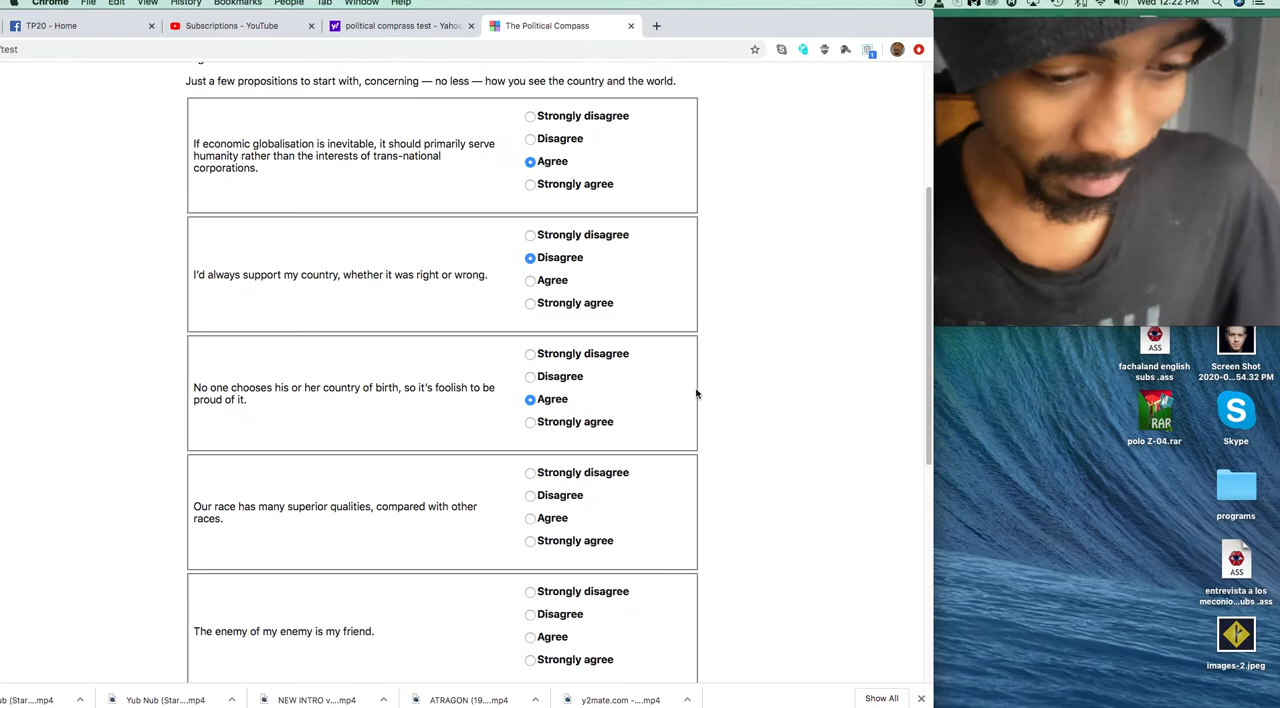 Chrome File Edit View History Bookmarks People Tab Window Help
Wed 12:22 PM
TP20 - Home
Subscriptions - YouTube
political compass test - Yahoo
The Political Compass
/test
1
Just a few propositions to start with, concerning — no less — how you see the country and the world.
If economic globalisation is inevitable, it should primarily serve
humanity rather than the interests of trans-national
corporations.
Strongly disagree
Disagree
Agree
Strongly agree
I'd always support my country, whether it was right or wrong.
Strongly disagree
Disagree
Agree
Strongly agree
No one chooses his or her country of birth, so it's foolish to be
proud of it.
Strongly disagree
Disagree
Agree
Strongly agree
Our race has many superior qualities, compared with other
races.
Strongly disagree
Disagree
Agree
Strongly agree
The enemy of my enemy is my friend.
Strongly disagree
Disagree
Agree
Strongly agree
ASS
fachaland english
subs .ass
Screen Shot
2020-0...54.32 PM
RAR
polo Z-04.rar
Skype
programs
ASS
entrevista a los
meconio...ubs .ass
images-2.jpeg
ub (Star....mp4
Yub Nub (Star....mp4
NEW INTRO v....mp4
ATRAGON (19....mp4
y2mate.com -....mp4
Show All